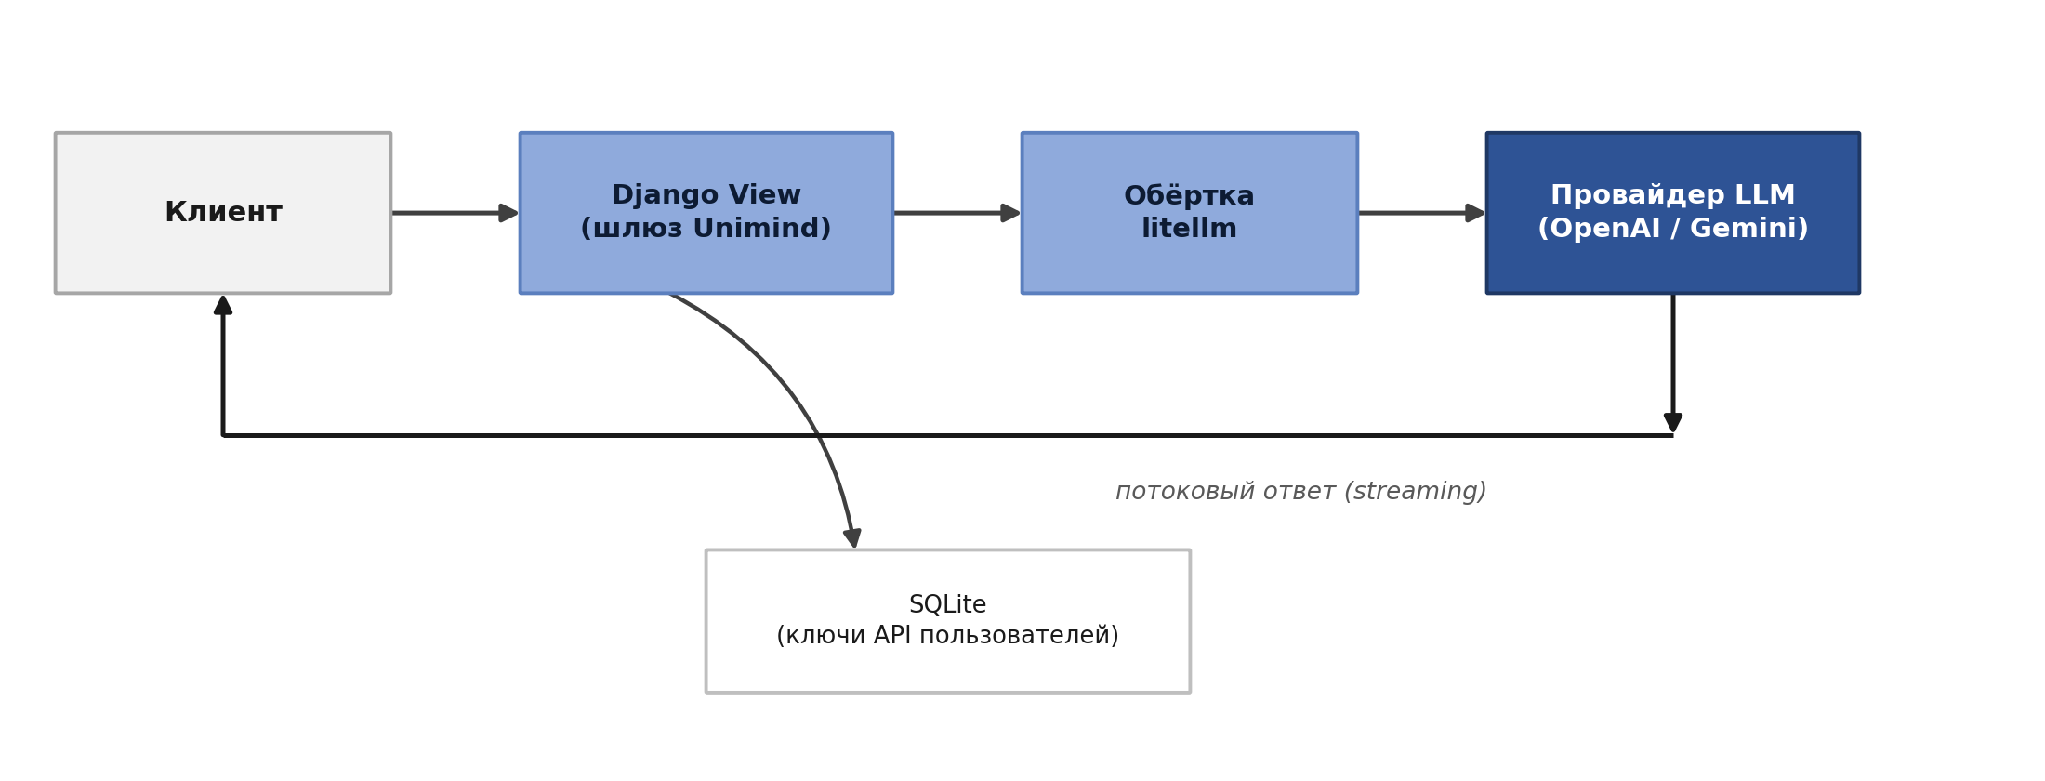 Клиент
Django View
(шлюз Unimind)
Обёртка
litellm
Провайдер LLM
(OpenAI / Gemini)
потоковый ответ (streaming)
SQLite
(ключи API пользователей)